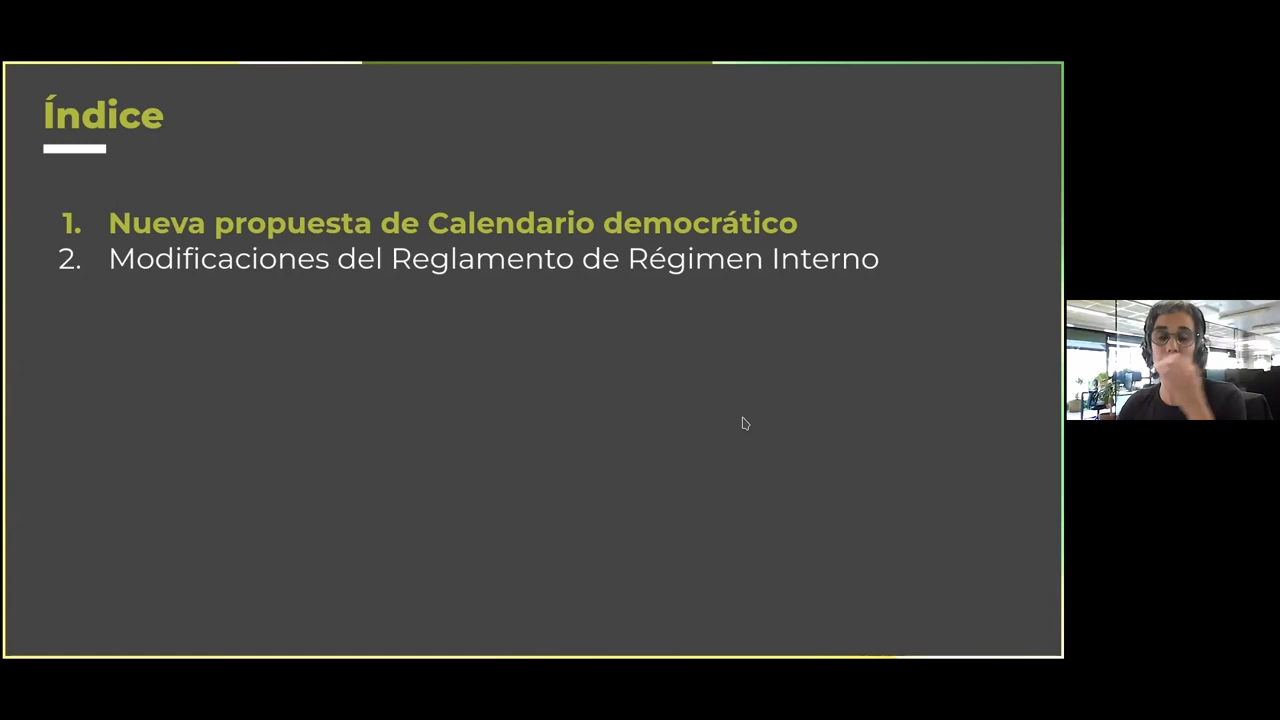 Índice
1. Nueva propuesta de Calendario democrático
2. Modificaciones del Reglamento de Régimen Interno